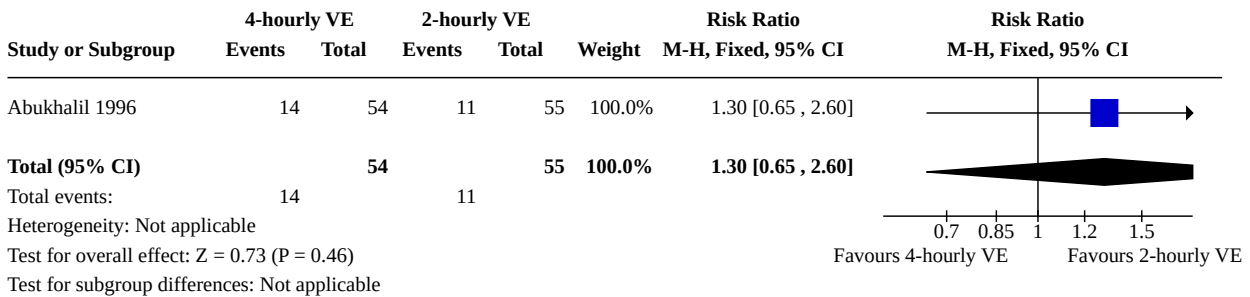 4-hourly VE 2-hourly VE Risk Ratio Risk Ratio
Study or Subgroup Events Total Events Total Weight M-H, Fixed, 95% CI M-H, Fixed, 95% CI
Abukhalil 1996 14 54 11 55 100.0% 1.30 [0.65 , 2.60]
Total (95% CI) 54 55 100.0% 1.30 [0.65 , 2.60]
Total events: 14 11
Heterogeneity: Not applicable
0.7 0.85 1 1.2 1.5
Test for overall effect: Z = 0.73 (P = 0.46) Favours 4-hourly VE Favours 2-hourly VE
Test for subgroup differences: Not applicable